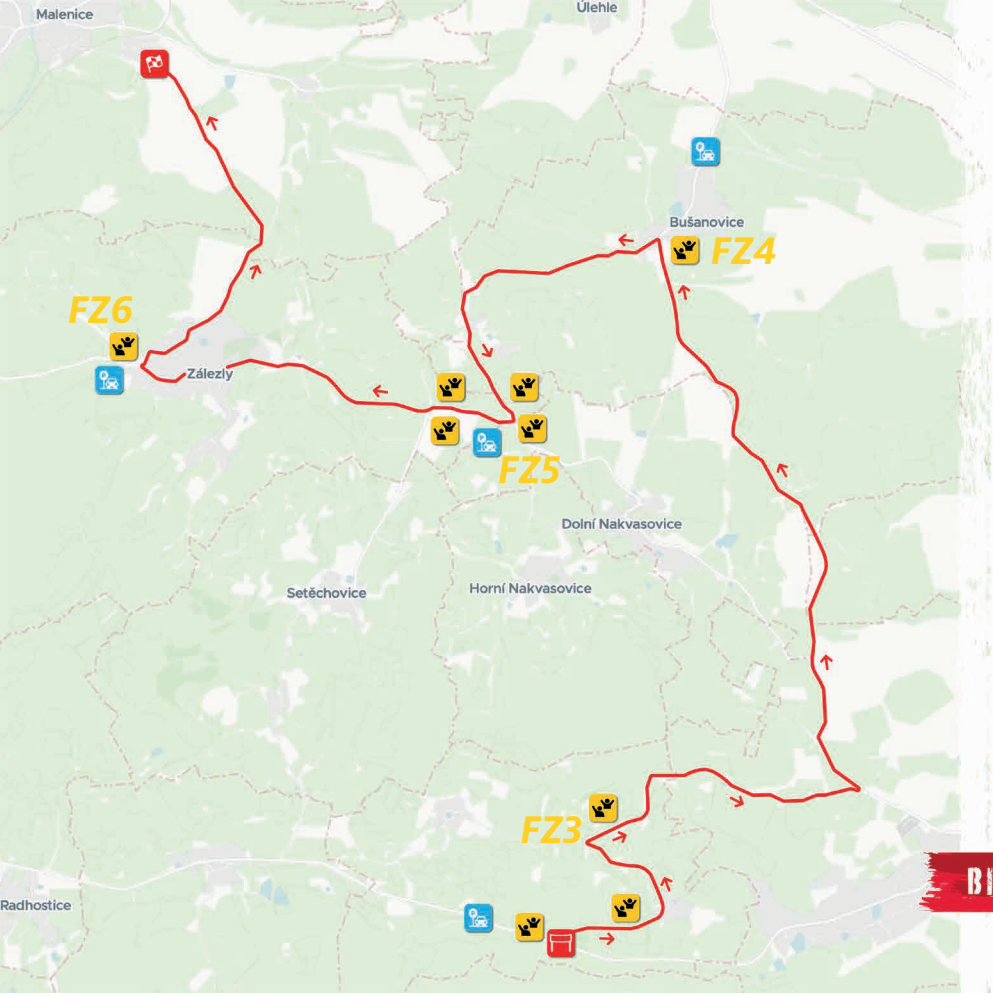 Malenice
Úlehle
Bušanovice
FZ4
FZ6
Zálezly
FZ5
Dolní Nakvasovice
Setěchovice
Horní Nakvasovice
FZ3
Radhostice